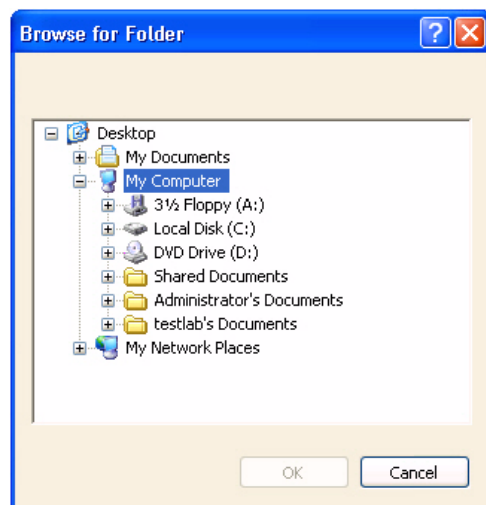 Browse for Folder
Desktop
My Documents
My Computer
3½ Floppy (A:)
Local Disk (C:)
DVD Drive (D:)
Shared Documents
Administrator's Documents
testlab's Documents
My Network Places
OK
Cancel